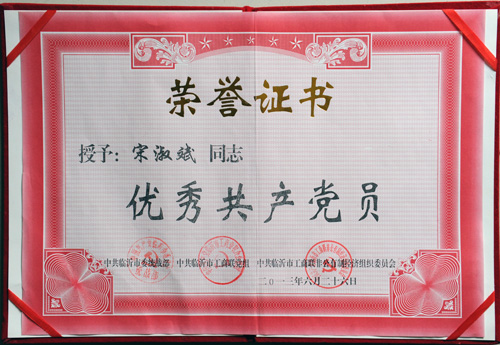 荣誉证书
授予：宋淑斌 同志
优秀共产党员
中共临沂市委统战部 中共临沂市工商联党组 中共临沂市工商联非公有制经济组织委员会
二〇一三年六月二十六日